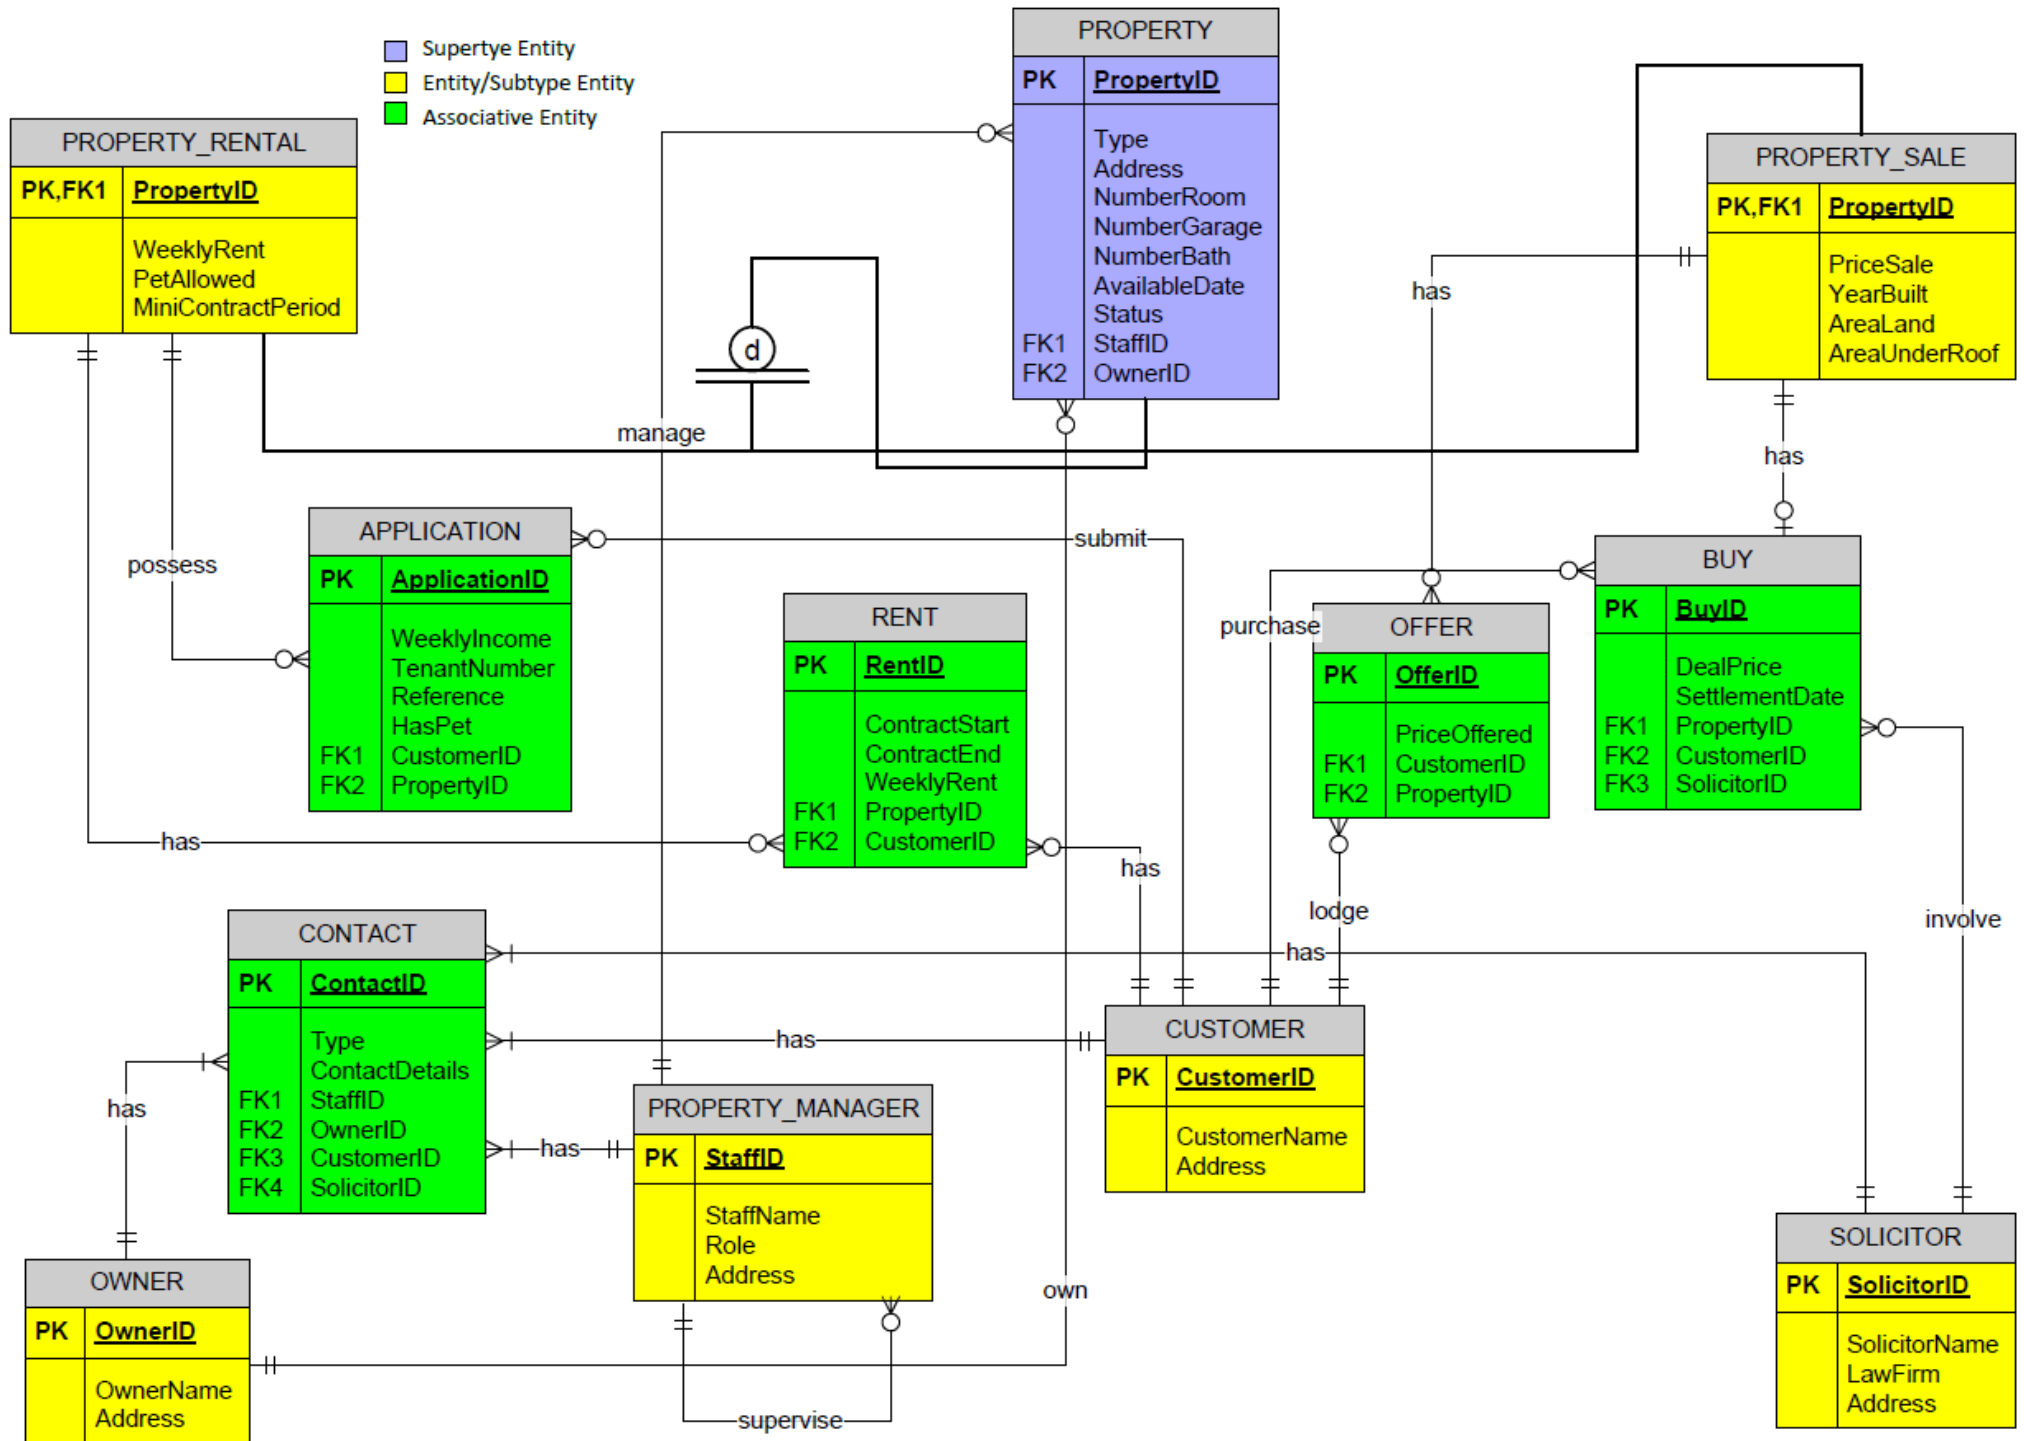 Supertye Entity
Entity/Subtype Entity
Associative Entity
PROPERTY
PK PropertyID
Type
Address
NumberRoom
NumberGarage
NumberBath
AvailableDate
Status
FK1 StaffID
FK2 OwnerID
PROPERTY_RENTAL
PK,FK1 PropertyID
WeeklyRent
PetAllowed
MiniContractPeriod
PROPERTY_SALE
PK,FK1 PropertyID
PriceSale
YearBuilt
AreaLand
AreaUnderRoof
has
d
manage
has
possess
submit
purchase
APPLICATION
PK ApplicationID
WeeklyIncome
TenantNumber
Reference
HasPet
FK1 CustomerID
FK2 PropertyID
RENT
PK RentID
ContractStart
ContractEnd
WeeklyRent
FK1 PropertyID
FK2 CustomerID
OFFER
PK OfferID
PriceOffered
FK1 CustomerID
FK2 PropertyID
BUY
PK BuyID
DealPrice
SettlementDate
FK1 PropertyID
FK2 CustomerID
FK3 SolicitorID
has
has
lodge
involve
has
CONTACT
PK ContactID
Type
ContactDetails
FK1 StaffID
FK2 OwnerID
FK3 CustomerID
FK4 SolicitorID
has
has
has
CUSTOMER
PK CustomerID
CustomerName
Address
PROPERTY_MANAGER
PK StaffID
StaffName
Role
Address
own
supervise
OWNER
PK OwnerID
OwnerName
Address
SOLICITOR
PK SolicitorID
SolicitorName
LawFirm
Address